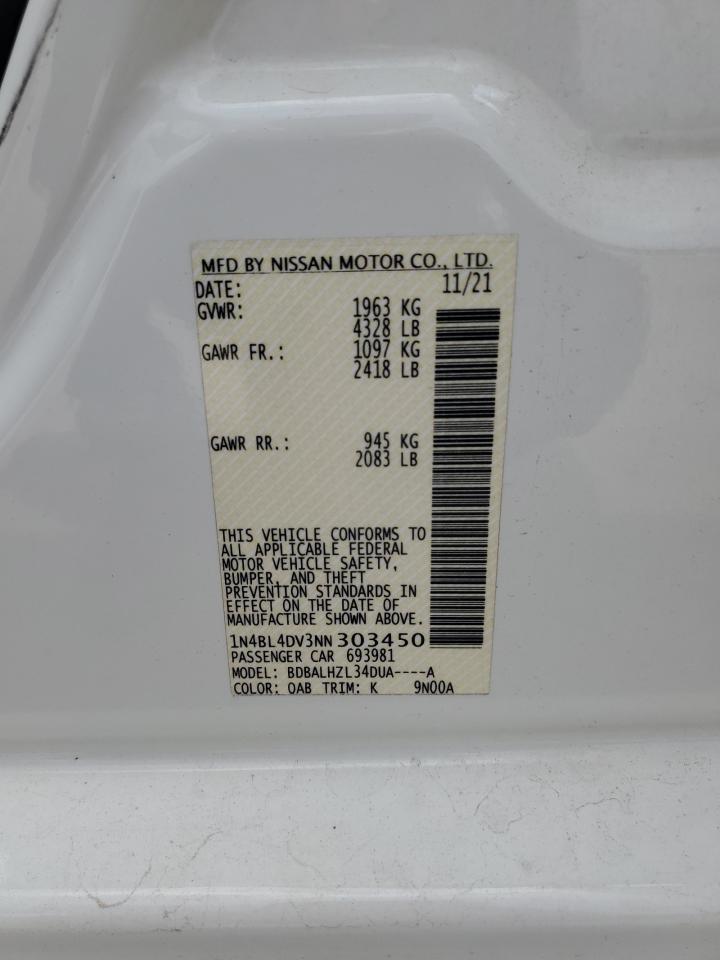 MFD BY NISSAN MOTOR CO., LTD.
DATE: 11/21
GVWR: 1963 KG
4328 LB
GAWR FR.: 1097 KG
2418 LB
GAWR RR.: 945 KG
2083 LB
THIS VEHICLE CONFORMS TO
ALL APPLICABLE FEDERAL
MOTOR VEHICLE SAFETY,
BUMPER, AND THEFT
PREVENTION STANDARDS IN
EFFECT ON THE DATE OF
MANUFACTURE SHOWN ABOVE.
1N4BL4DV3NN303450
PASSENGER CAR 693981
MODEL: BDBALHZL34DUA----A
COLOR: QAB TRIM: K 9N00A